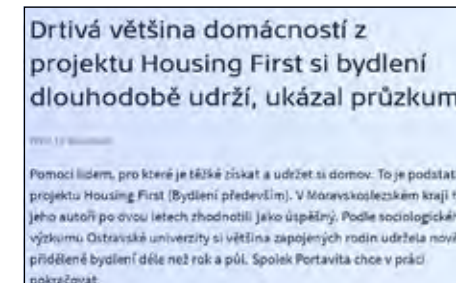 Drtivá většina domácností z
projektu Housing First si bydlení
dlouhodobě udrží, ukázal průzkum
Pomoci lidem, pro které je těžké získat a udržet si domov. To je podstat
projektu Housing First (Bydlení především). V Moravskoslezském kraji
jeho autoři po dvou letech zhodnotili jako úspěšný. Podle sociologické
výzkumu Ostravské univerzity si většina zapojených rodin udržela nově
přidělené bydlení déle než rok a půl. Spolek Portavita chce v práci
pokračovat.